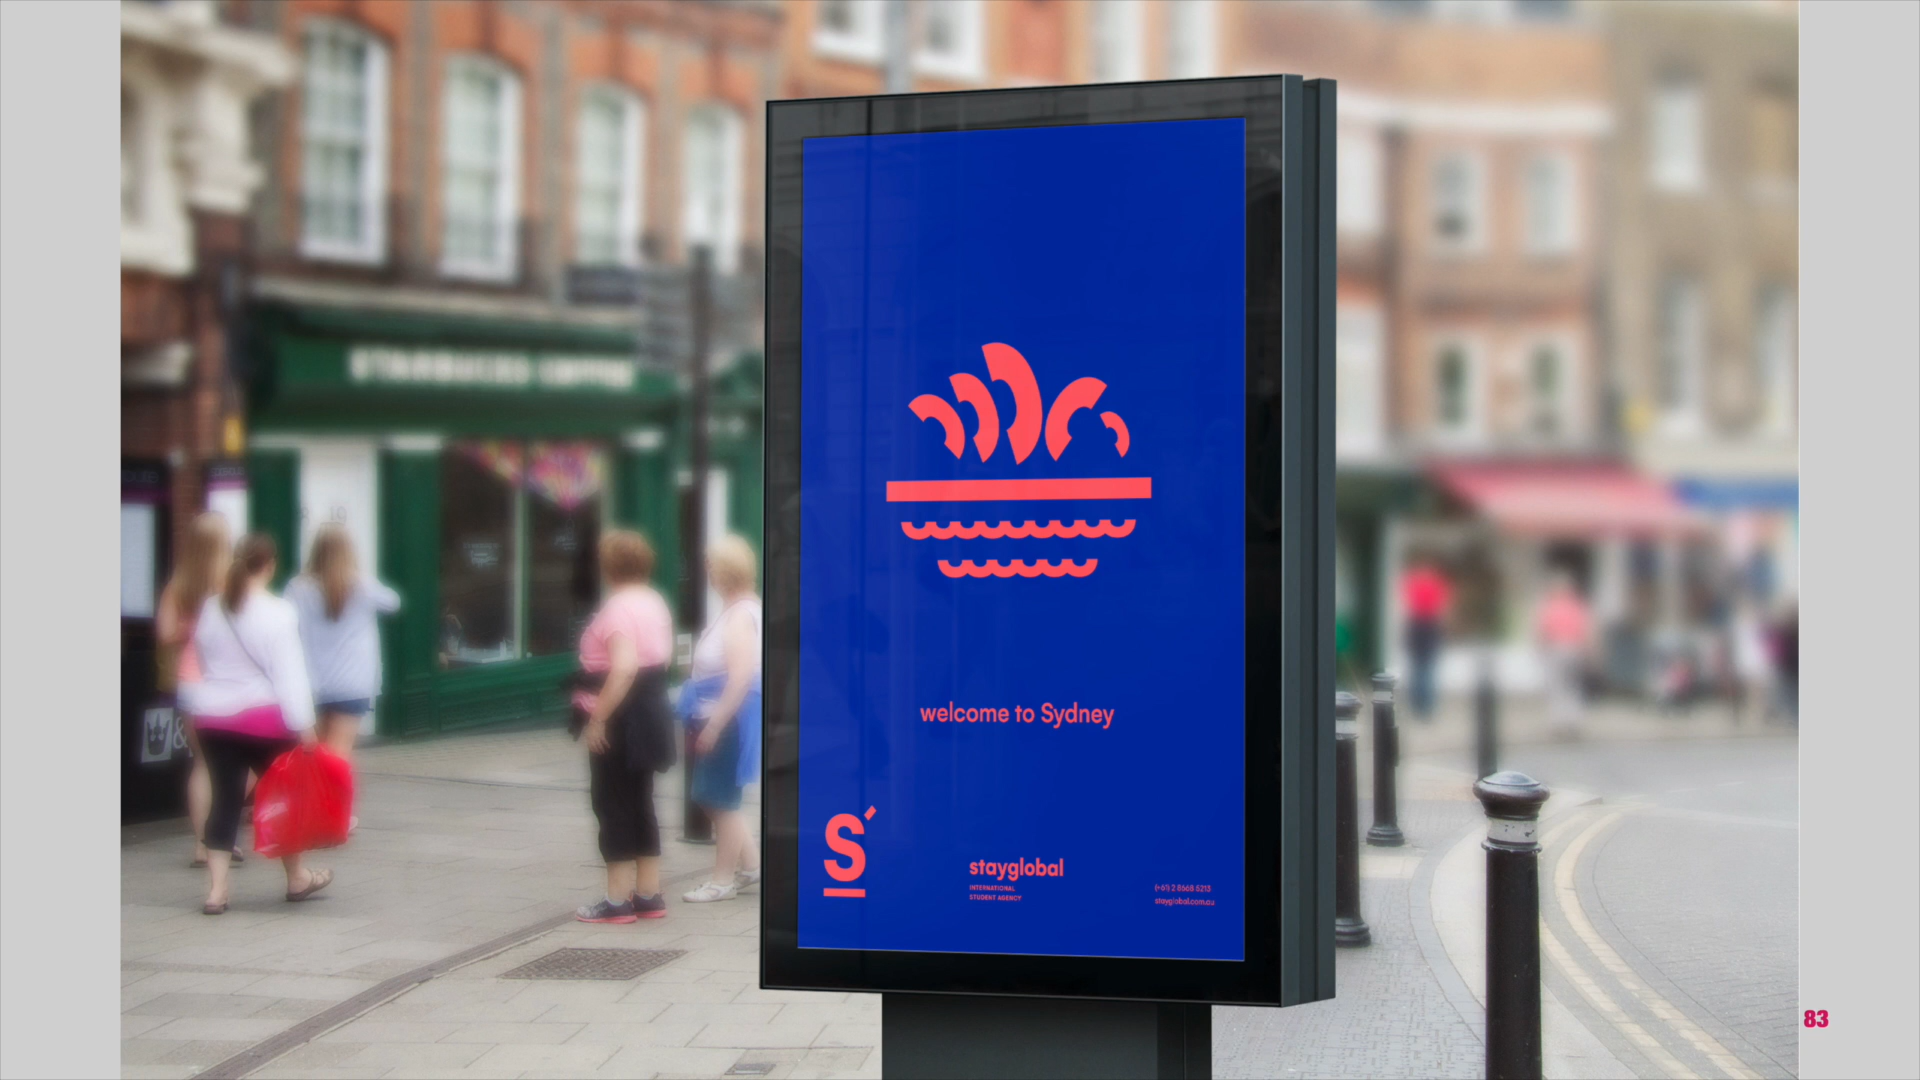 STARBUCKS COFFEE
welcome to Sydney
S
stayglobal
INTERNATIONAL
STUDENT AGENCY
(+61) 2 8668 5213
stayglobal.com.au
83